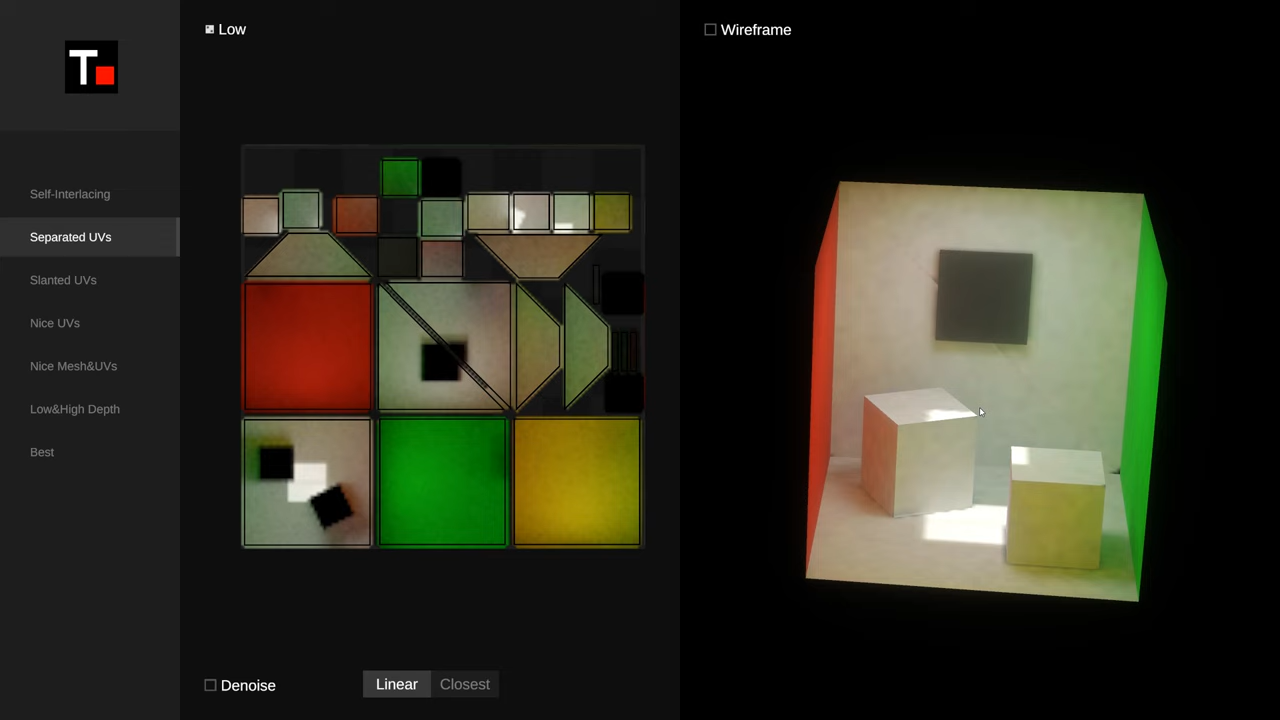 Low
Wireframe
T
Self-Interlacing
Separated UVs
Slanted UVs
Nice UVs
Nice Mesh&UVs
Low&High Depth
Best
Denoise
Linear
Closest